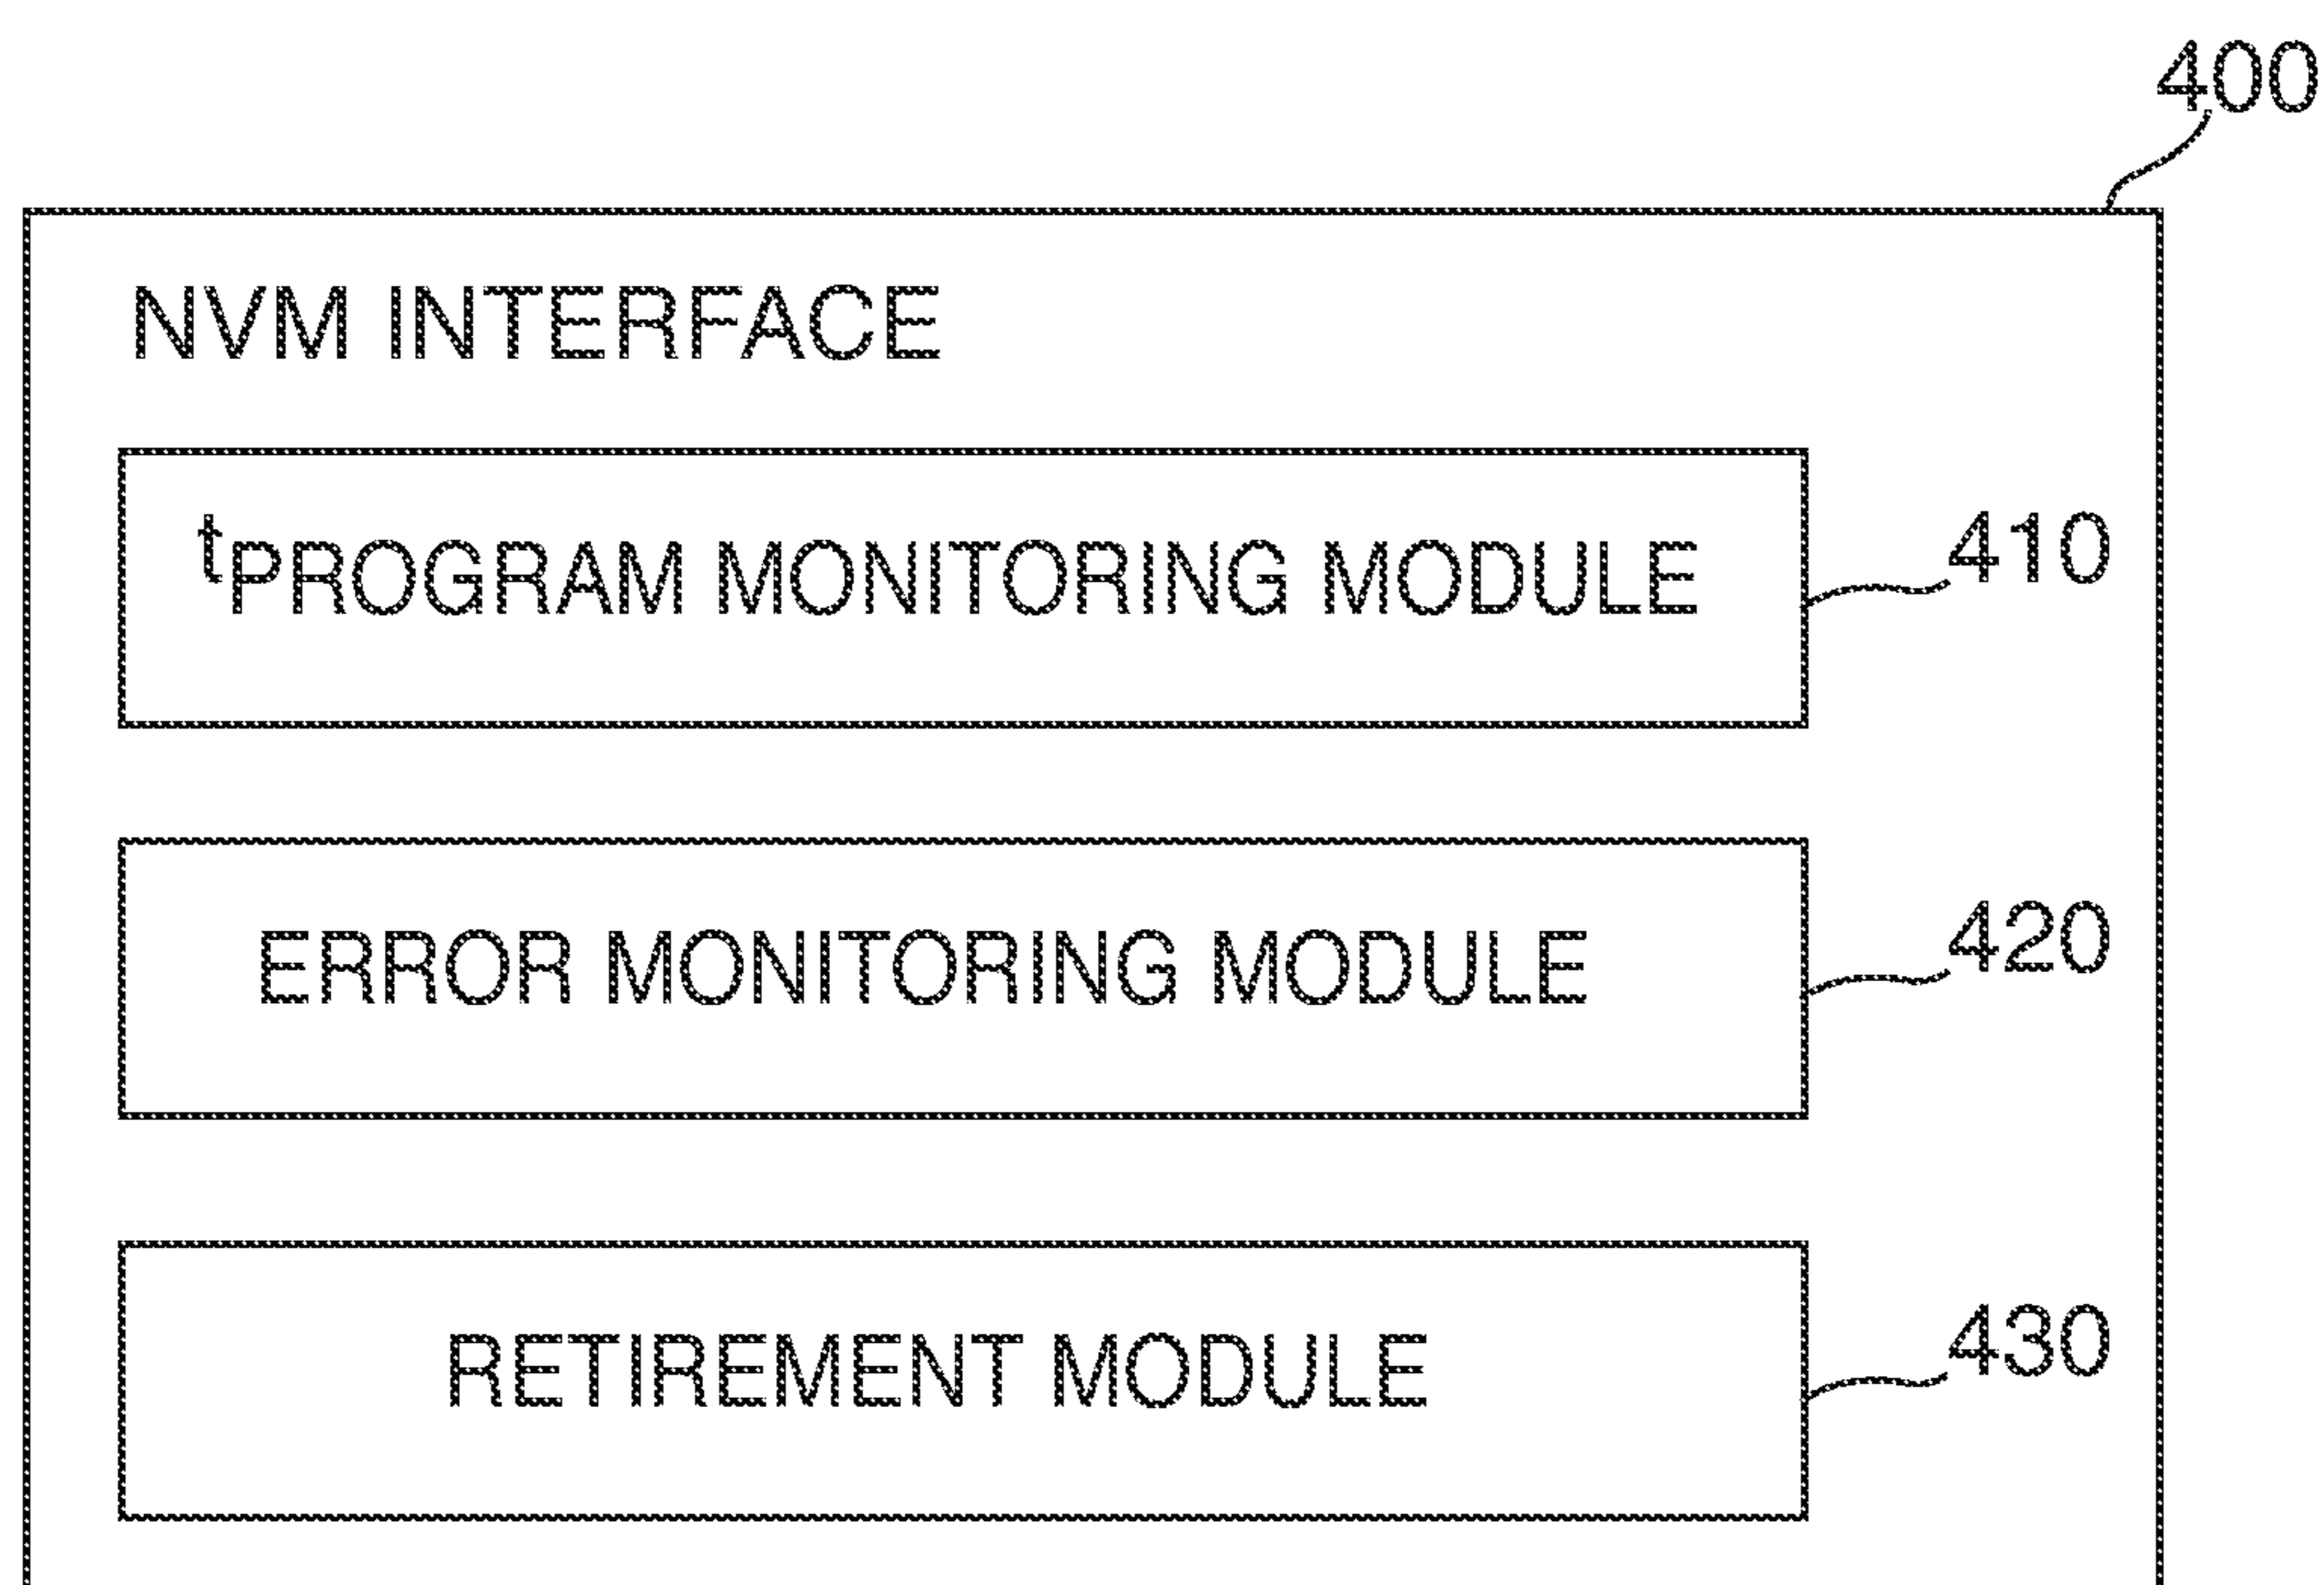 400
NVM INTERFACE
tPROGRAM MONITORING MODULE
410
ERROR MONITORING MODULE
420
RETIREMENT MODULE
430